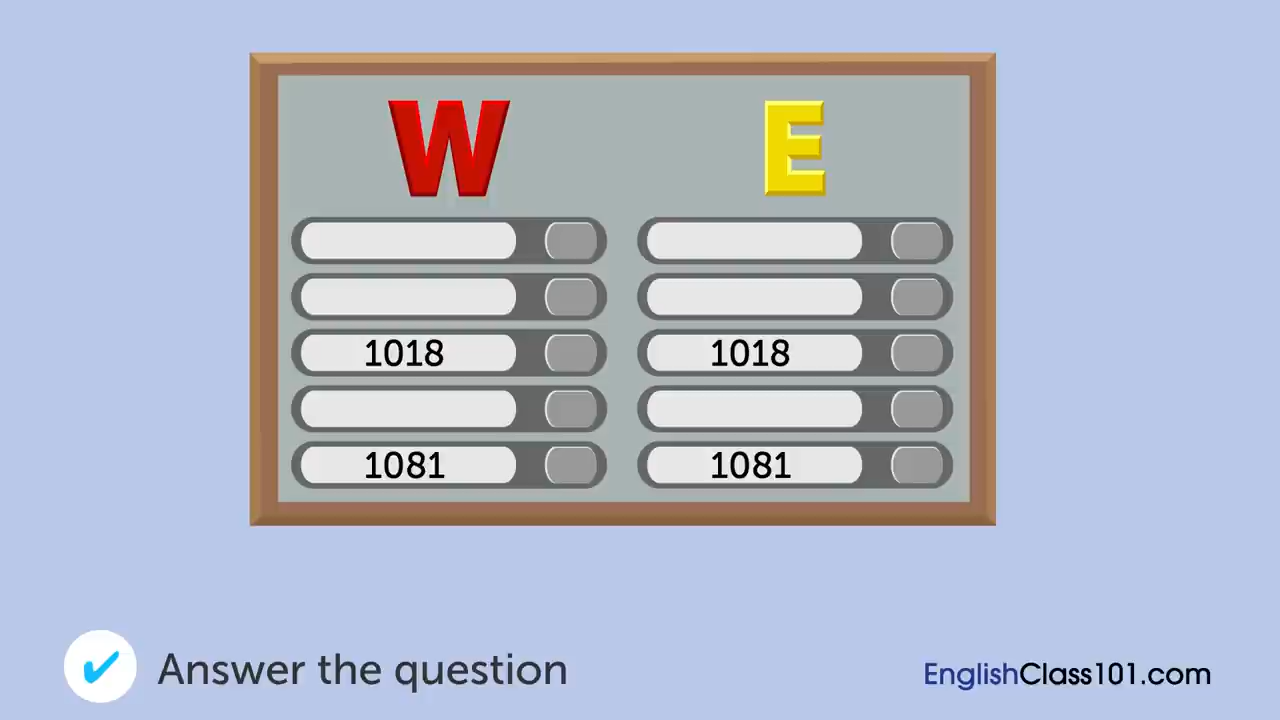 W E
1018 1018
1081 1081
Answer the question
EnglishClass101.com